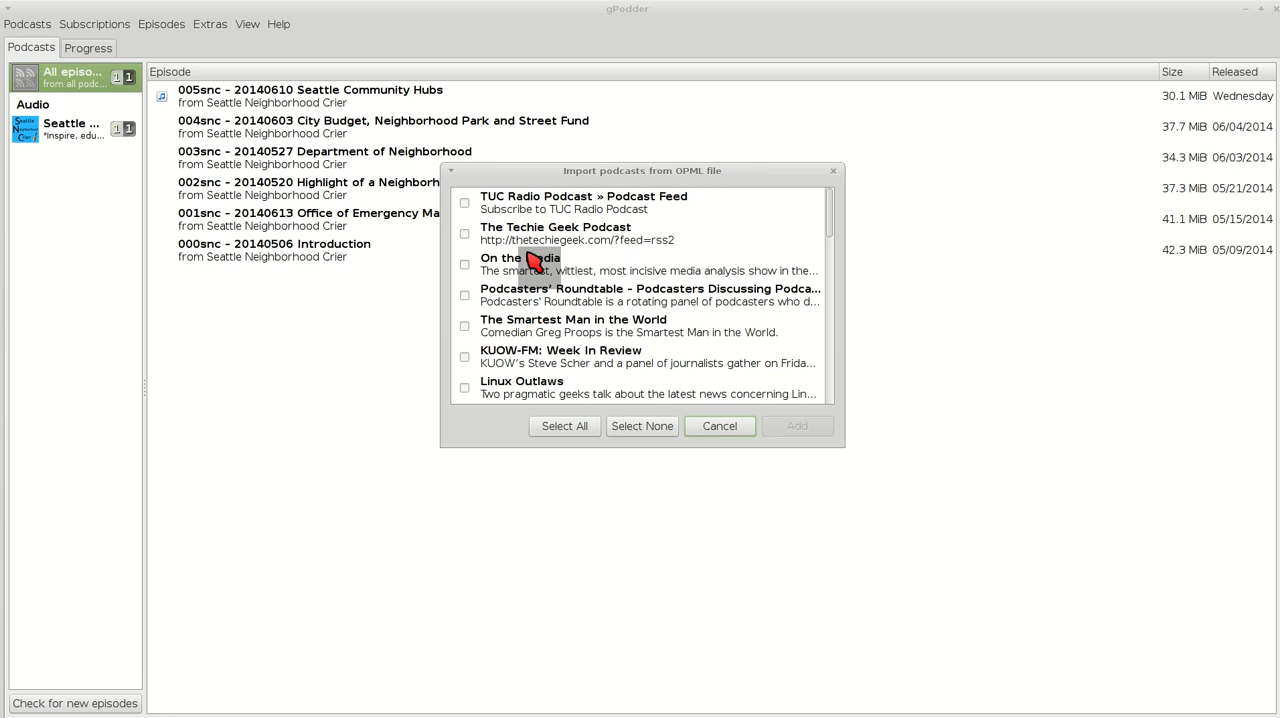 gPodder
Podcasts Subscriptions Episodes Extras View Help
Podcasts Progress
All episo... 1 1
from all podc...
Audio
Seattle ... 1 1
"Inspire, edu...
Seattle
Neighborhood
Crier
Episode Size Released
005snc - 20140610 Seattle Community Hubs
from Seattle Neighborhood Crier
30.1 MiB Wednesday
004snc - 20140603 City Budget, Neighborhood Park and Street Fund
from Seattle Neighborhood Crier
37.7 MiB 06/04/2014
003snc - 20140527 Department of Neighborhood
from Seattle Neighborhood Crier
34.3 MiB 06/03/2014
002snc - 20140520 Highlight of a Neighborh
from Seattle Neighborhood Crier
37.3 MiB 05/21/2014
001snc - 20140613 Office of Emergency Ma
from Seattle Neighborhood Crier
41.1 MiB 05/15/2014
000snc - 20140506 Introduction
from Seattle Neighborhood Crier
42.3 MiB 05/09/2014
Import podcasts from OPML file
TUC Radio Podcast » Podcast Feed
Subscribe to TUC Radio Podcast
The Techie Geek Podcast
http://thetechiegeek.com/?feed=rss2
On the Media
The smartest, wittiest, most incisive media analysis show in the...
Podcasters' Roundtable – Podcasters Discussing Podca...
Podcasters' Roundtable is a rotating panel of podcasters who d...
The Smartest Man in the World
Comedian Greg Proops is the Smartest Man in the World.
KUOW-FM: Week In Review
KUOW's Steve Scher and a panel of journalists gather on Frida...
Linux Outlaws
Two pragmatic geeks talk about the latest news concerning Lin...
Select All Select None Cancel Add
Check for new episodes